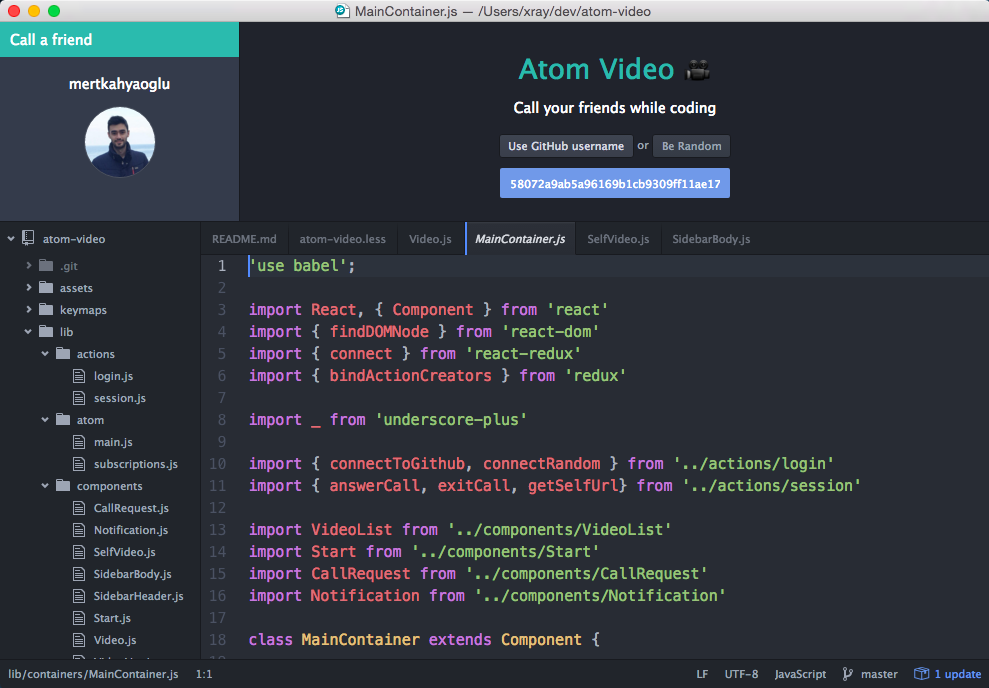 MainContainer.js — /Users/xray/dev/atom-video
Call a friend
mertkahyaoglu
Atom Video
Call your friends while coding
Use GitHub username or Be Random
58072a9ab5a96169b1cb9309ff11ae17
atom-video
.git
assets
keymaps
lib
actions
login.js
session.js
atom
main.js
subscriptions.js
components
CallRequest.js
Notification.js
SelfVideo.js
SidebarBody.js
SidebarHeader.js
Start.js
Video.js
README.md atom-video.less Video.js MainContainer.js SelfVideo.js SidebarBody.js
1 'use babel';
2
3 import React, { Component } from 'react'
4 import { findDOMNode } from 'react-dom'
5 import { connect } from 'react-redux'
6 import { bindActionCreators } from 'redux'
7
8 import _ from 'underscore-plus'
9
10 import { connectToGithub, connectRandom } from '../actions/login'
11 import { answerCall, exitCall, getSelfUrl} from '../actions/session'
12
13 import VideoList from '../components/VideoList'
14 import Start from '../components/Start'
15 import CallRequest from '../components/CallRequest'
16 import Notification from '../components/Notification'
17
18 class MainContainer extends Component {
lib/containers/MainContainer.js 1:1 LF UTF-8 JavaScript master 1 update